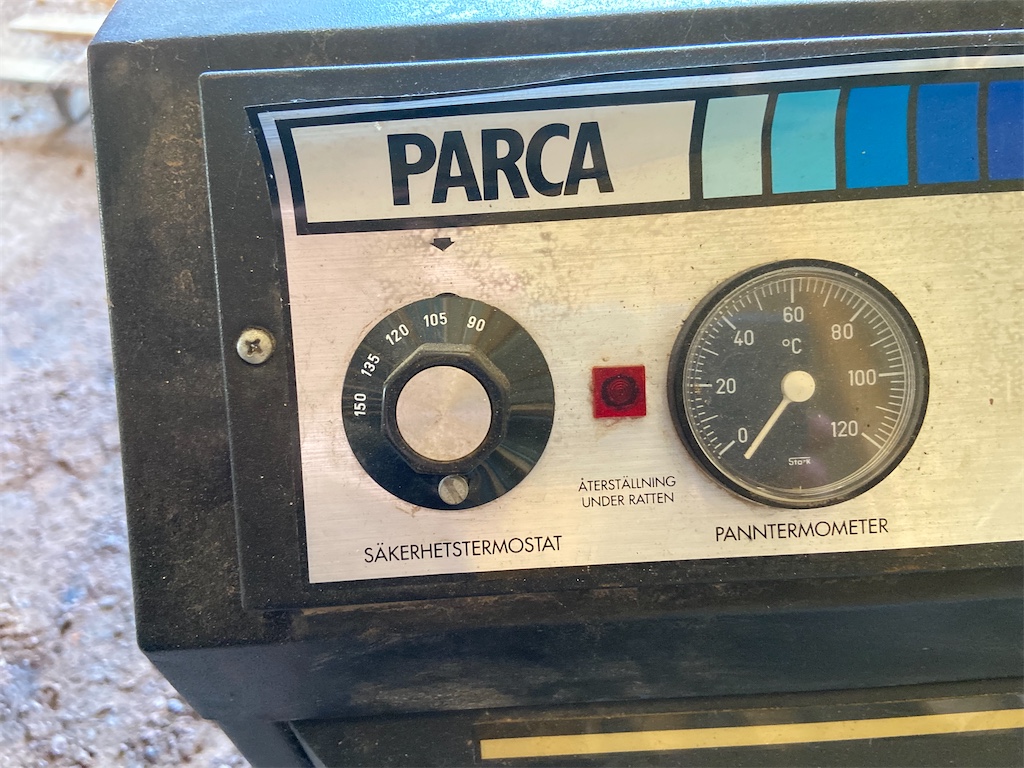 PARCA
150 135 120 105 90
0 20 40 60 80 100 120
°C
Stork
ÅTERSTÄLLNING
UNDER RATTEN
SÄKERHETSTERMOSTAT
PANNTERMOMETER